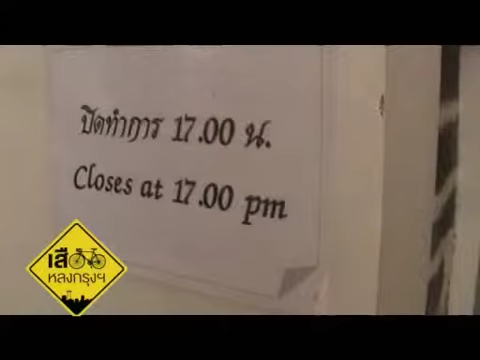 ปิดทำการ 17.00 น.
Closes at 17.00 pm
เสือ
หลงกรุงฯ